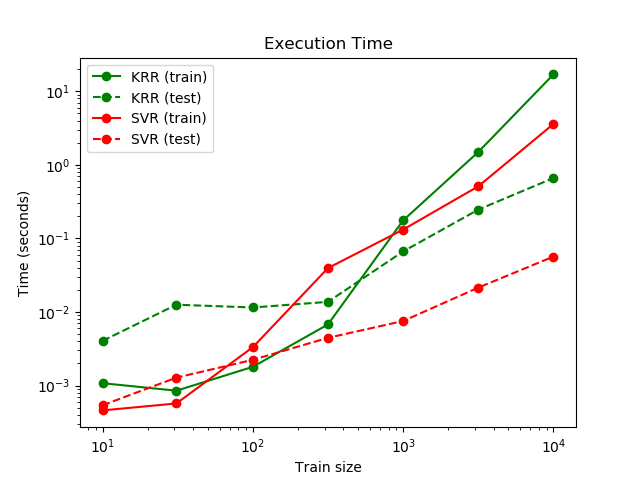 Execution Time
KRR (train)
KRR (test)
SVR (train)
SVR (test)
Time (seconds)
10¹
10⁰
10⁻¹
10⁻²
10⁻³
10¹ 10² 10³ 10⁴
Train size